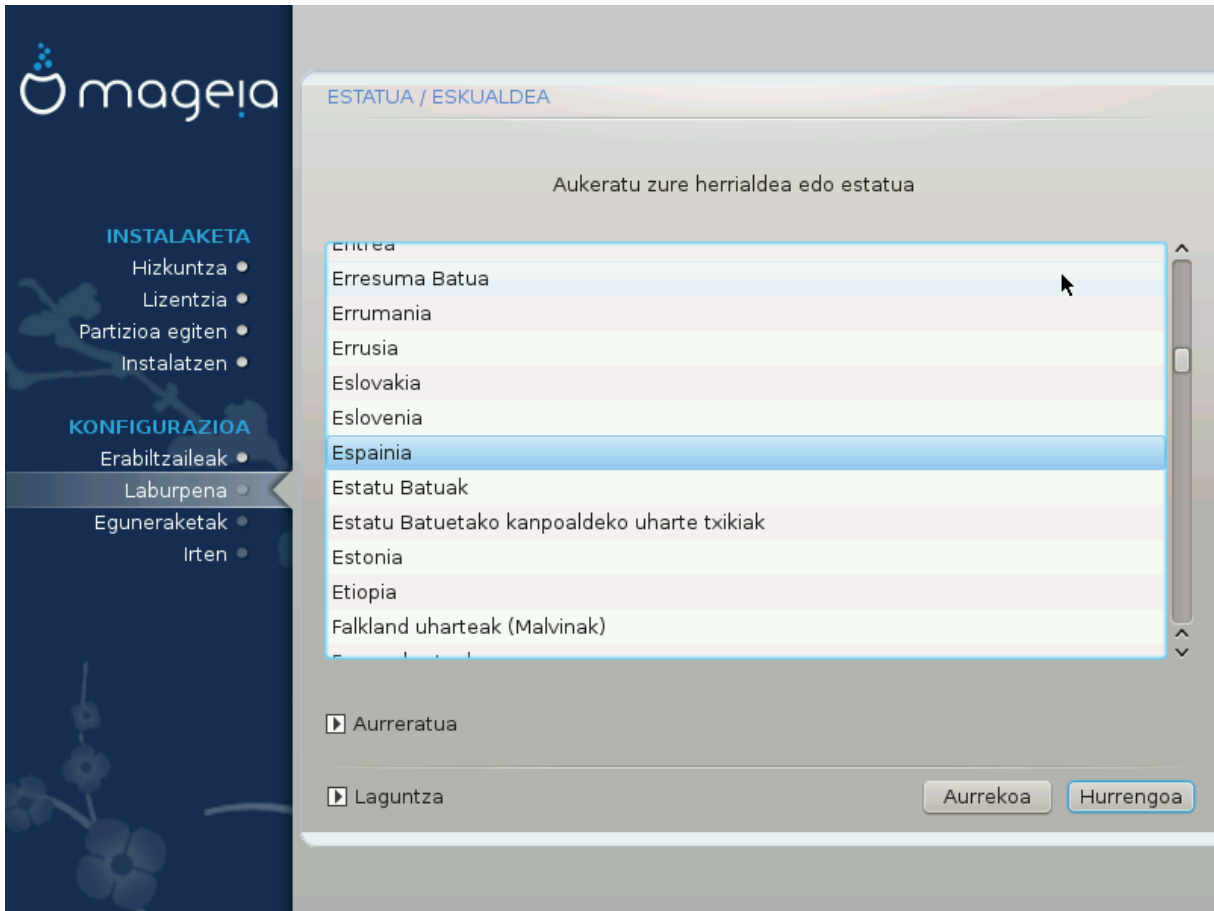 mageia
INSTALAKETA
Hizkuntza
Lizentzia
Partizioa egiten
Instalatzen
KONFIGURAZIOA
Erabiltzaileak
Laburpena
Eguneraketak
Irten
ESTATUA / ESKUALDEA
Aukeratu zure herrialdea edo estatua
Eritrea
Erresuma Batua
Errumania
Errusia
Eslovakia
Eslovenia
Espainia
Estatu Batuak
Estatu Batuetako kanpoaldeko uharte txikiak
Estonia
Etiopia
Falkland uharteak (Malvinak)
Aurreratua
Laguntza
Aurrekoa
Hurrengoa